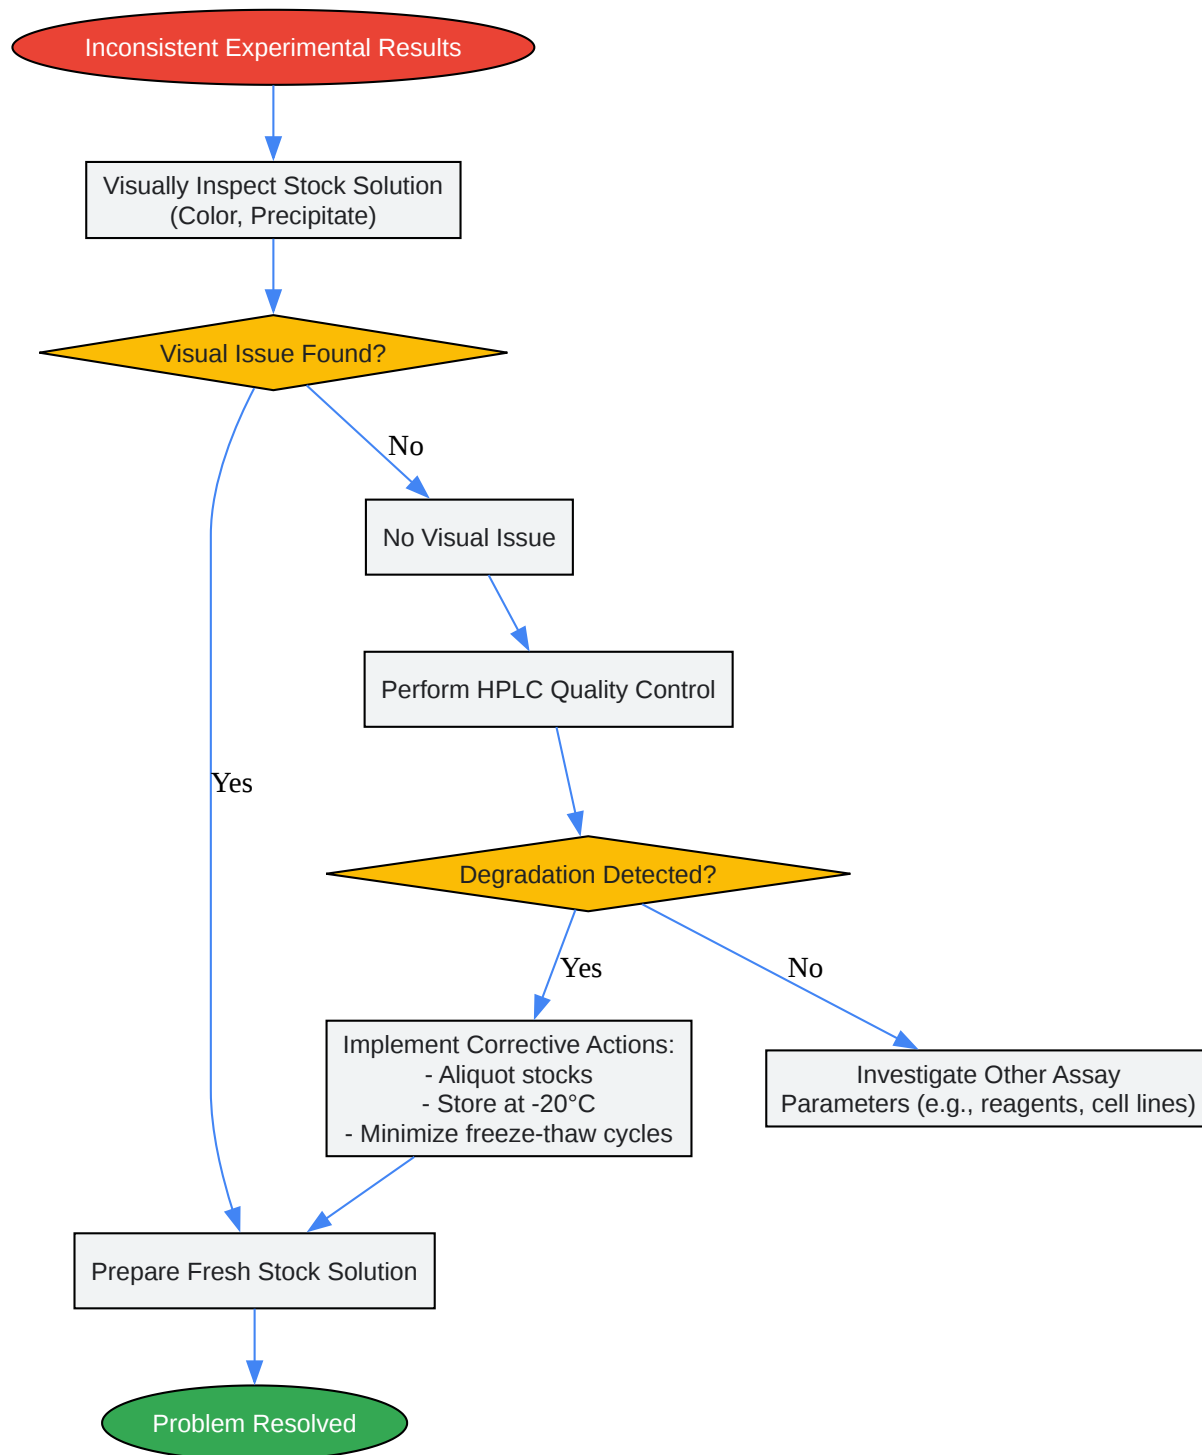 Inconsistent Experimental Results
Visually Inspect Stock Solution
(Color, Precipitate)
Visual Issue Found?
No
No Visual Issue
Perform HPLC Quality Control
Yes
Degradation Detected?
Yes
No
Implement Corrective Actions:
- Aliquot stocks
- Store at -20°C
- Minimize freeze-thaw cycles
Investigate Other Assay
Parameters (e.g., reagents, cell lines)
Prepare Fresh Stock Solution
Problem Resolved